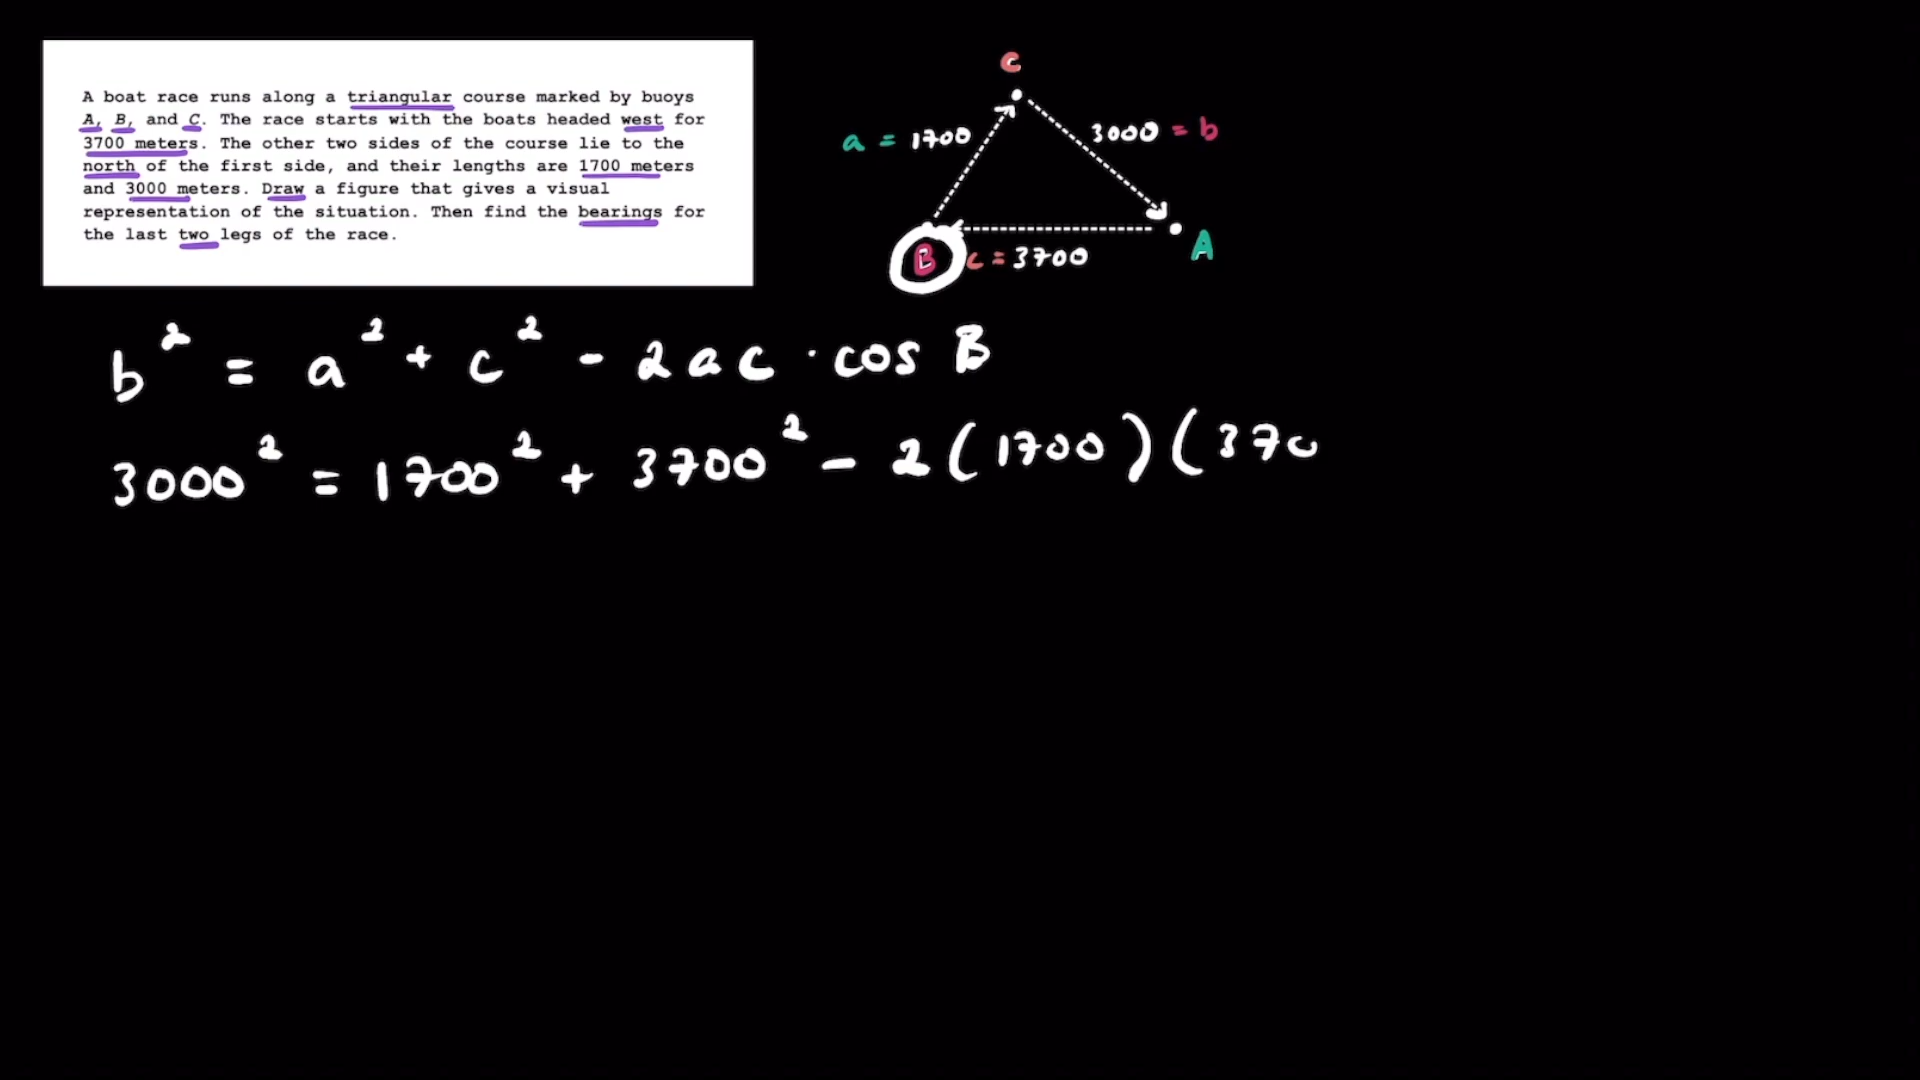 A boat race runs along a triangular course marked by buoys
A, B, and C. The race starts with the boats headed west for
3700 meters. The other two sides of the course lie to the
north of the first side, and their lengths are 1700 meters
and 3000 meters. Draw a figure that gives a visual
representation of the situation. Then find the bearings for
the last two legs of the race.
C
a = 1700
3000 = b
B
c = 3700
A
b² = a² + c² - 2ac · cos B
3000² = 1700² + 3700² - 2(1700)(370